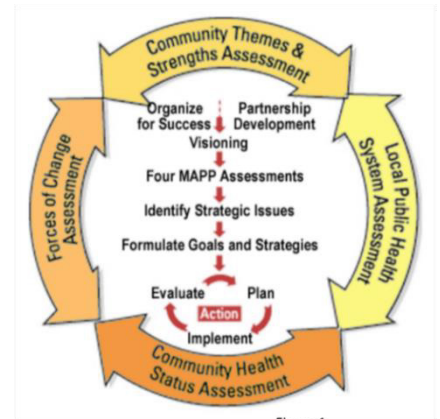 Community Themes &
Strengths Assessment
Organize
for Success
Partnership
Development
Visioning
Four MAPP Assessments
Identify Strategic Issues
Formulate Goals and Strategies
Evaluate
Plan
Action
Implement
Forces of Change
Assessment
Local Public Health
System Assessment
Community Health
Status Assessment